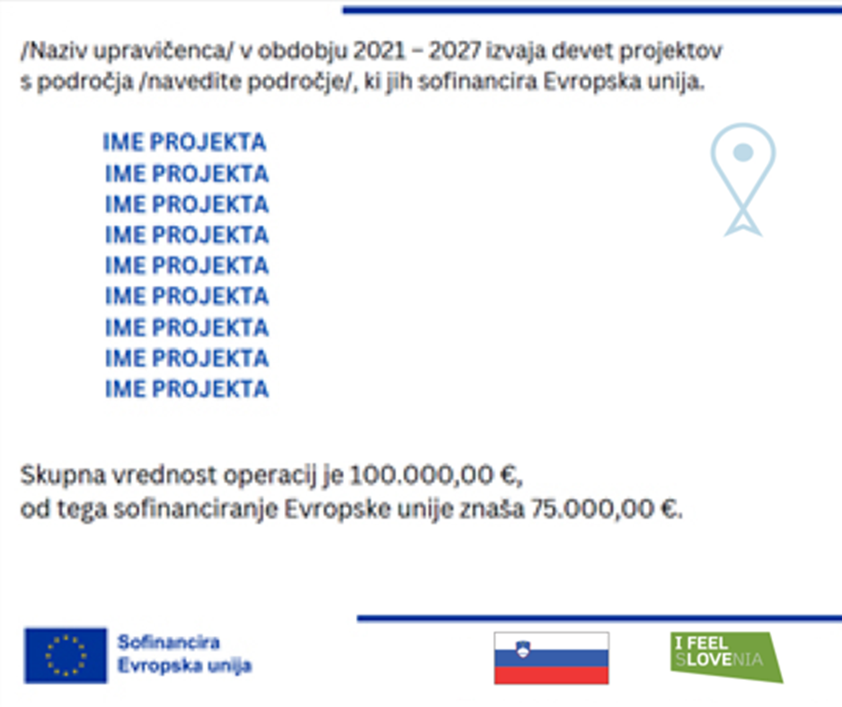 /Naziv upravičenca/ v obdobju 2021 – 2027 izvaja devet projektov
s področja /navedite področje/, ki jih sofinancira Evropska unija.
IME PROJEKTA
IME PROJEKTA
IME PROJEKTA
IME PROJEKTA
IME PROJEKTA
IME PROJEKTA
IME PROJEKTA
IME PROJEKTA
IME PROJEKTA
Skupna vrednost operacij je 100.000,00 €,
od tega sofinanciranje Evropske unije znaša 75.000,00 €.
Sofinancira
Evropska unija
I FEEL
SLOVENIA